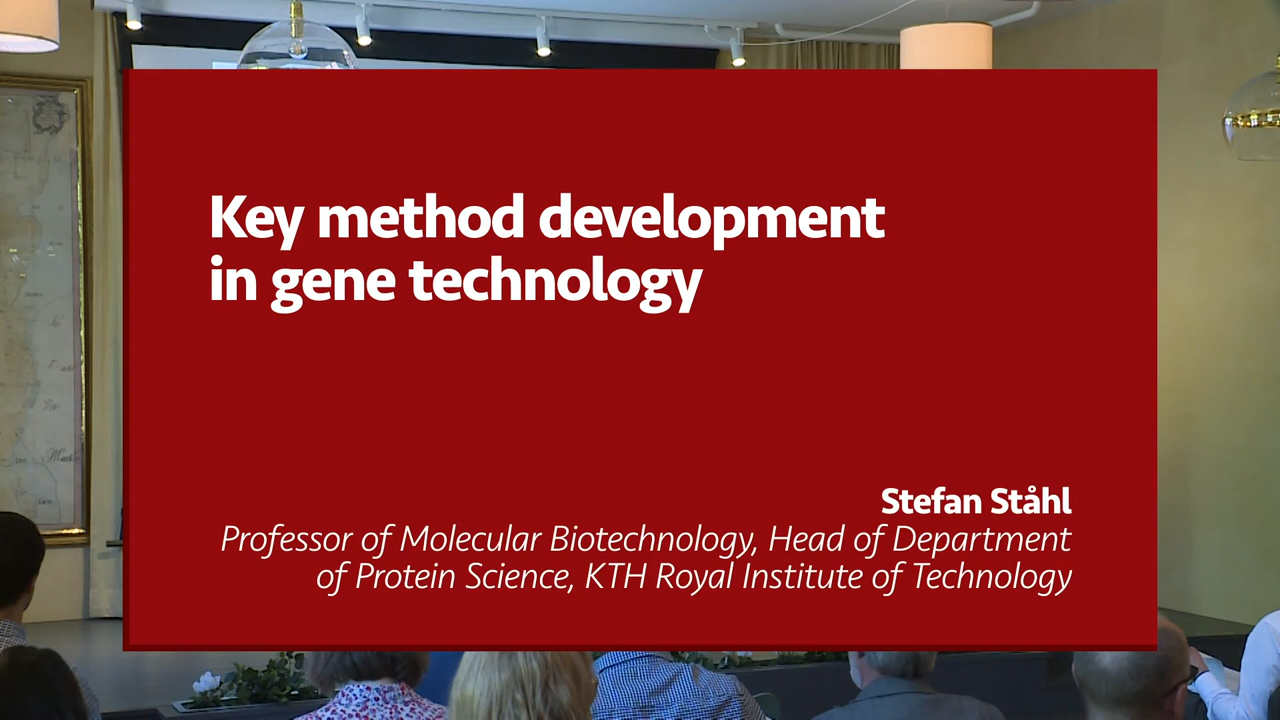 Key method development
in gene technology
Stefan Ståhl
Professor of Molecular Biotechnology, Head of Department
of Protein Science, KTH Royal Institute of Technology